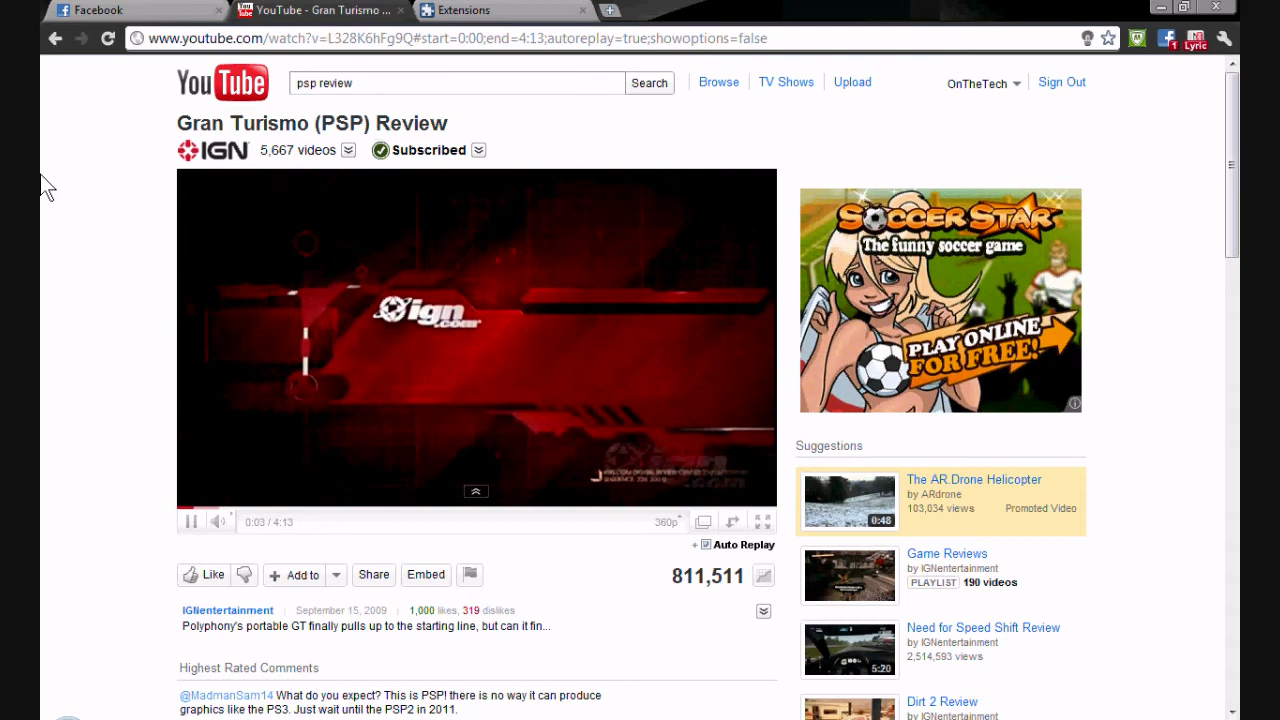 Facebook
YouTube - Gran Turismo ...
Extensions
www.youtube.com/watch?v=L328K6hFg9Q#start=0:00;end=4:13;autoreplay=true;showoptions=false
1
Lyric
YouTube
psp review
Search
Browse
TV Shows
Upload
OnTheTech
Sign Out
Gran Turismo (PSP) Review
IGN
5,667 videos
Subscribed
ign
.com
SOCCER STAR
The funny soccer game
PLAY ONLINE
FOR FREE!
0:03 / 4:13
360p
Auto Replay
Like
Add to
Share
Embed
811,511
IGNentertainment
September 15, 2009
1,000 likes, 319 dislikes
Polyphony's portable GT finally pulls up to the starting line, but can it fin...
Highest Rated Comments
@MadmanSam14 What do you expect? This is PSP! there is no way it can produce
graphics like the PS3. Just wait until the PSP2 in 2011.
Suggestions
The AR.Drone Helicopter
by ARdrone
103,034 views
Promoted Video
0:48
Game Reviews
by IGNentertainment
PLAYLIST 190 videos
Need for Speed Shift Review
by IGNentertainment
2,514,593 views
5:20
Dirt 2 Review
by IGNentertainment